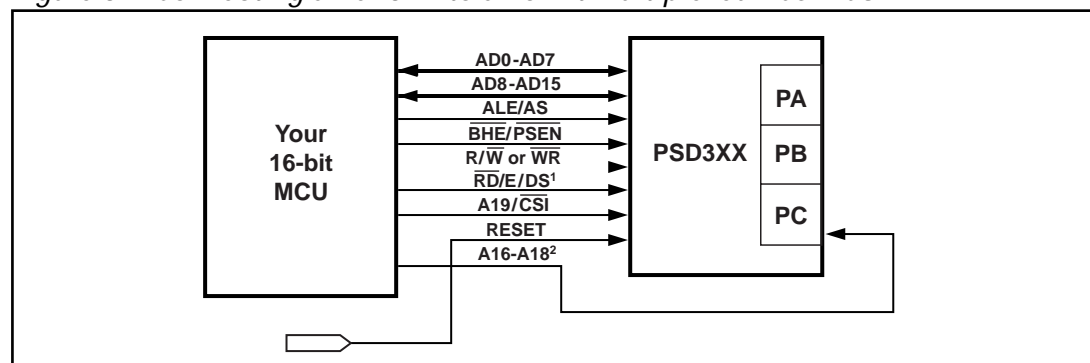 AD0-AD7
AD8-AD15
ALE/AS
BHE/PSEN
R/W or WR
RD/E/DS1
A19/CSI
RESET
A16-A182
Your
16-bit
MCU
PSD3XX
PA
PB
PC